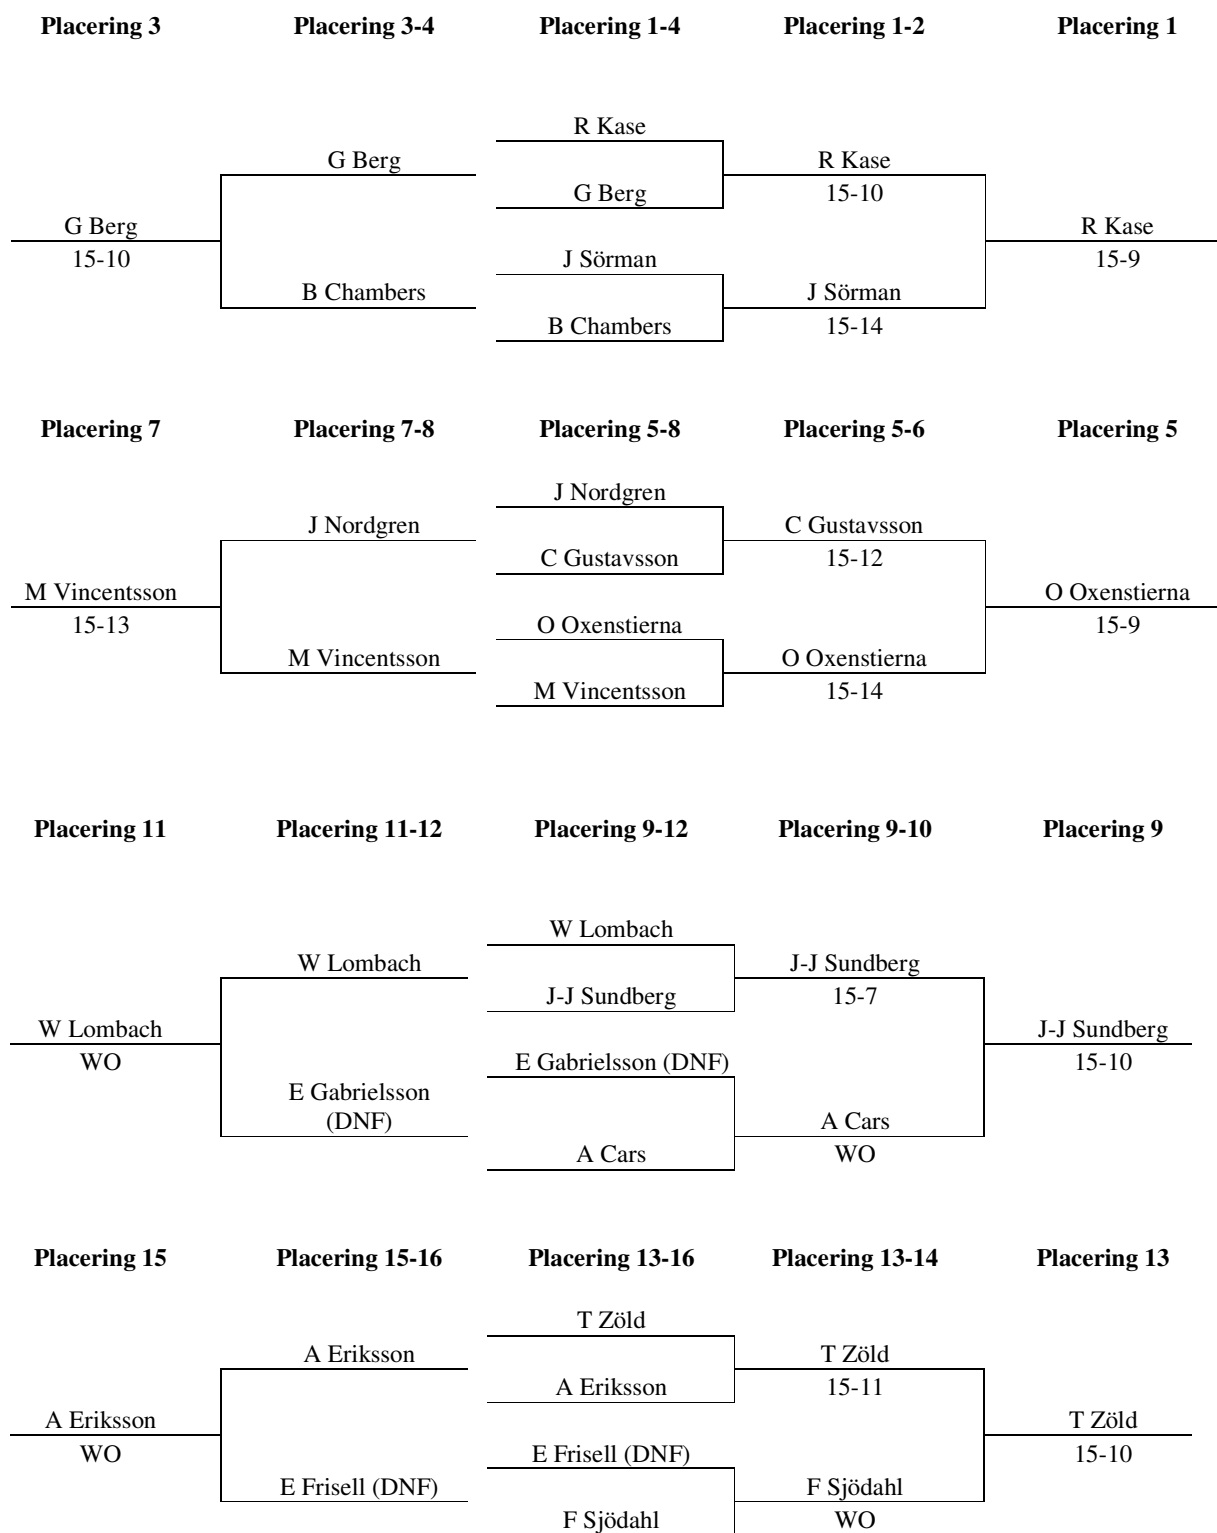 Placering 3 Placering 3-4 Placering 1-4 Placering 1-2 Placering 1
R Kase
G Berg R Kase
G Berg 15-10
G Berg R Kase
15-10 J Sörman 15-9
B Chambers J Sörman
B Chambers 15-14
Placering 7 Placering 7-8 Placering 5-8 Placering 5-6 Placering 5
J Nordgren
J Nordgren C Gustavsson
C Gustavsson 15-12
M Vincentsson O Oxenstierna
15-13 O Oxenstierna 15-9
M Vincentsson O Oxenstierna
M Vincentsson 15-14
Placering 11 Placering 11-12 Placering 9-12 Placering 9-10 Placering 9
W Lombach
W Lombach J-J Sundberg
J-J Sundberg 15-7
W Lombach J-J Sundberg
WO E Gabrielsson (DNF) 15-10
E Gabrielsson
(DNF) A Cars
A Cars WO
Placering 15 Placering 15-16 Placering 13-16 Placering 13-14 Placering 13
T Zöld
A Eriksson T Zöld
A Eriksson 15-11
A Eriksson T Zöld
WO E Frisell (DNF) 15-10
E Frisell (DNF) F Sjödahl
F Sjödahl WO